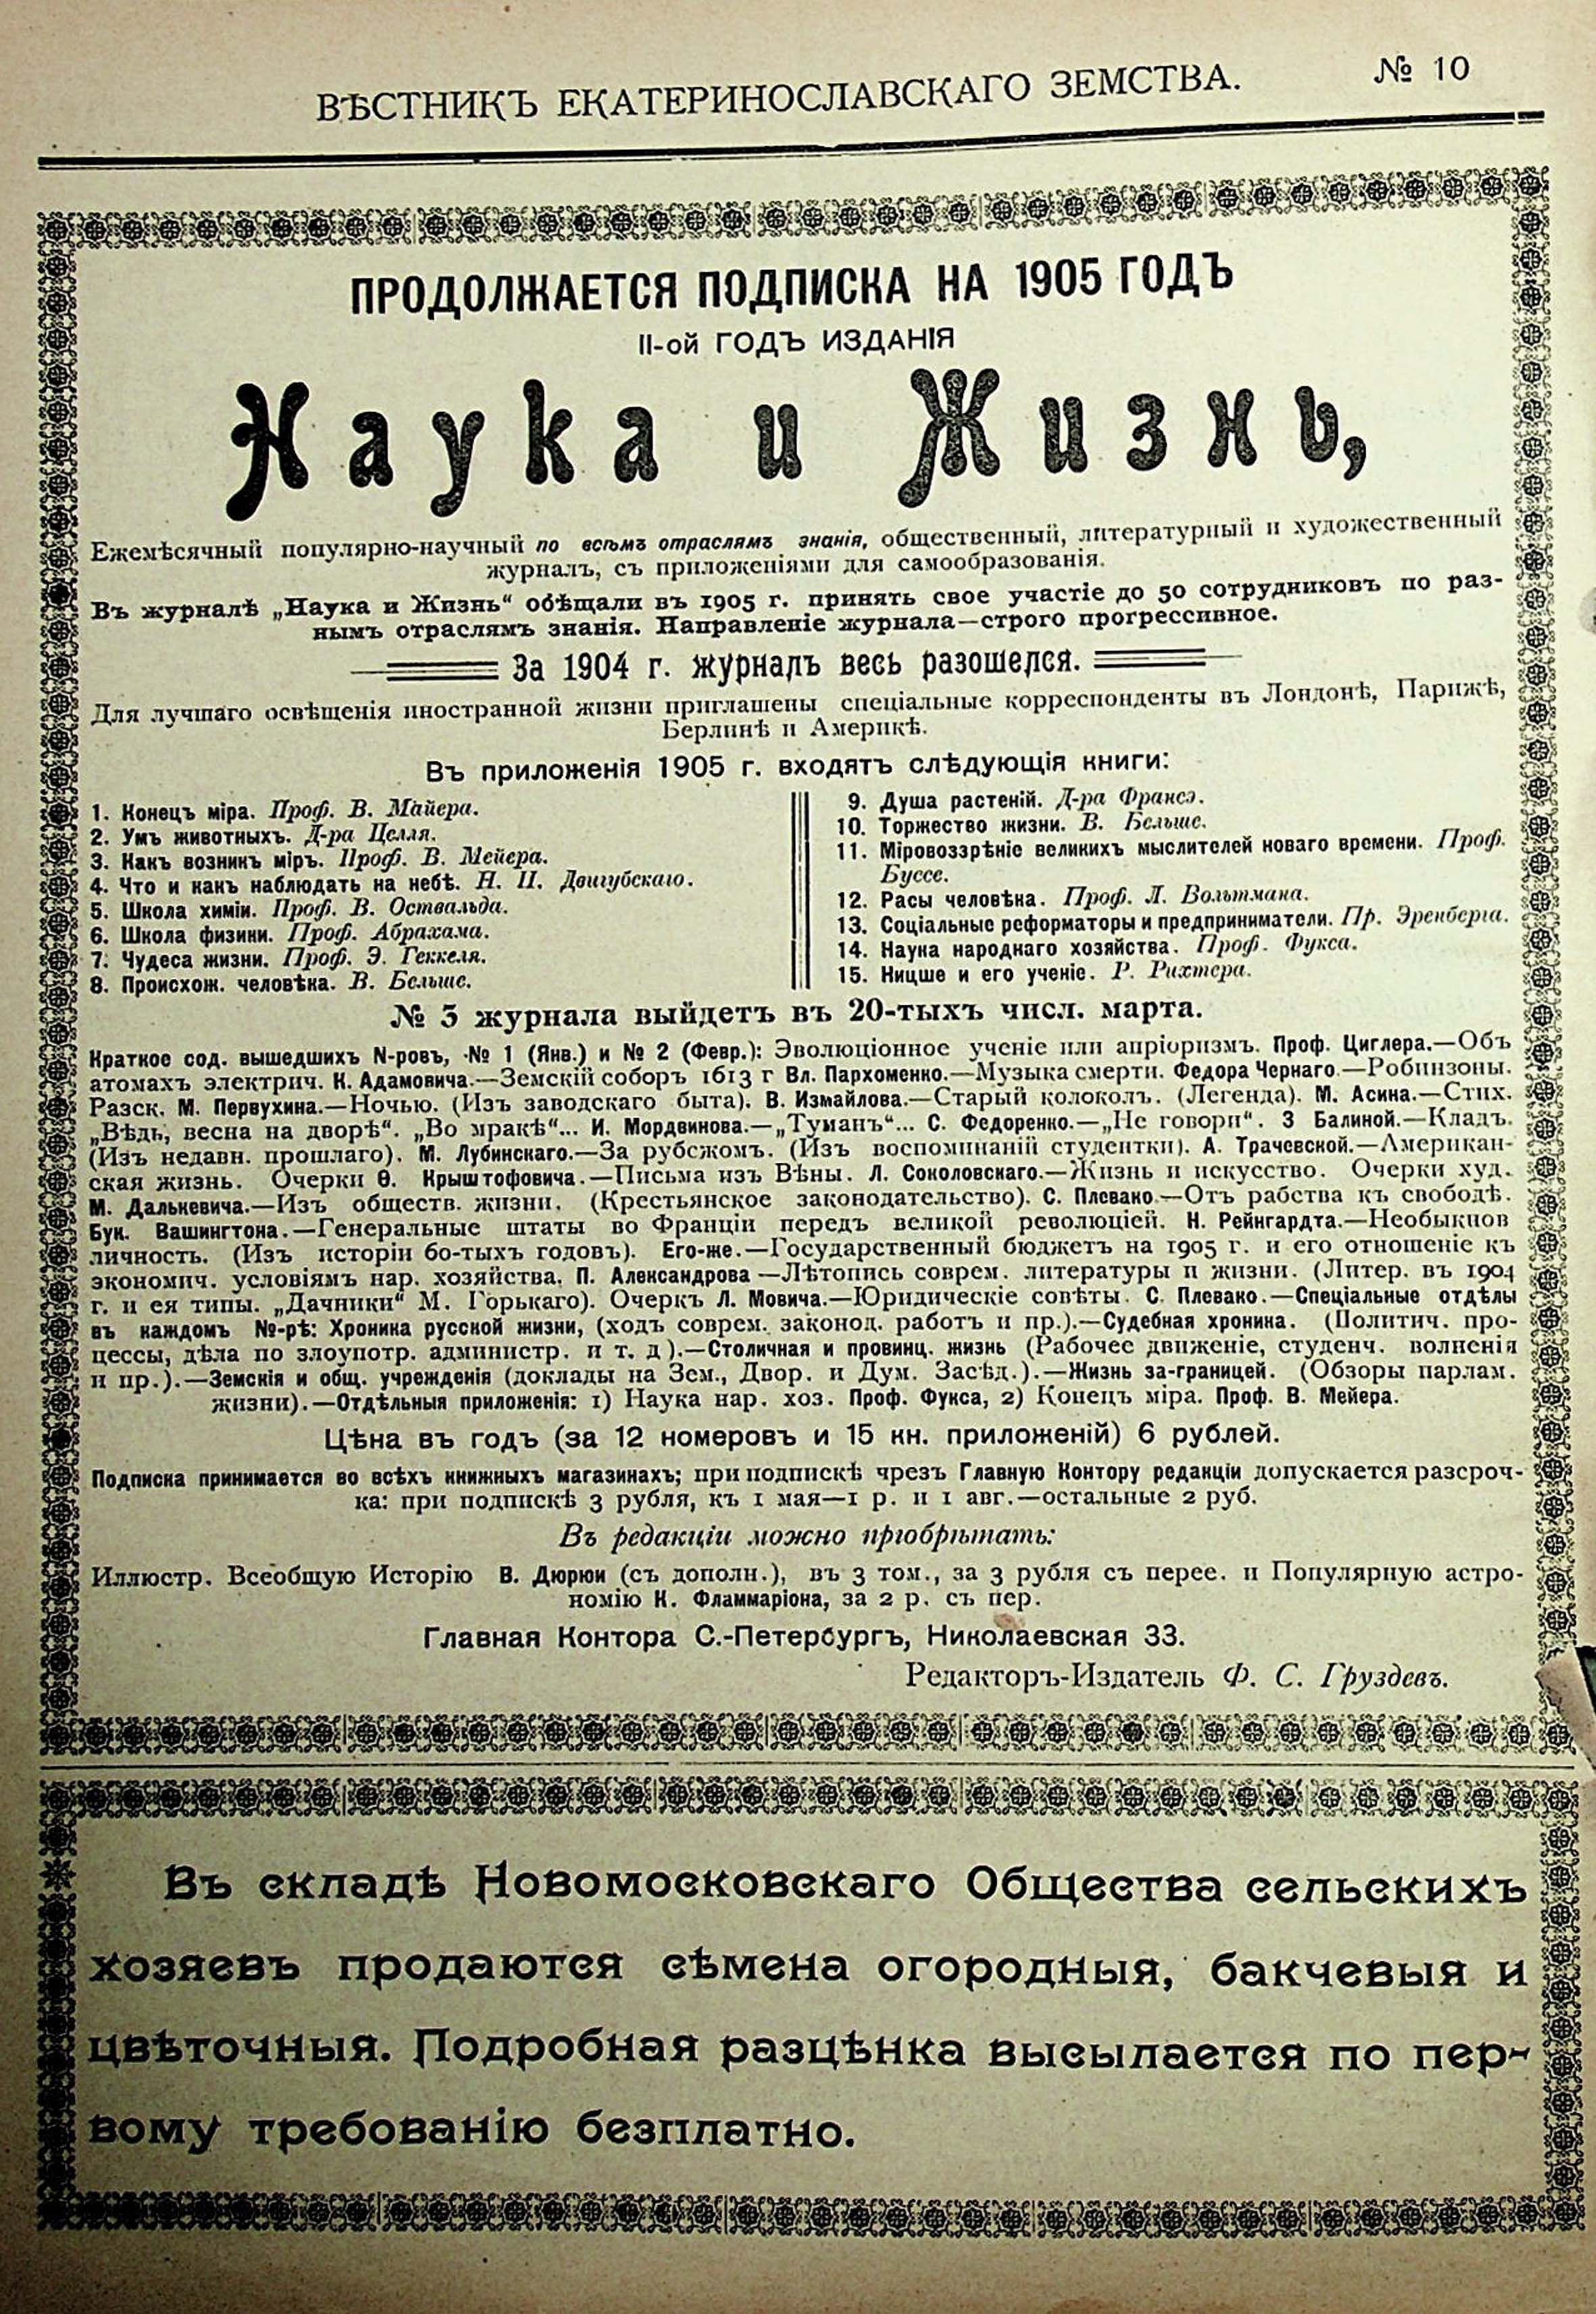 ВѢСТНИКЪ ЕКАТЕРИНОСЛАВСКАГО ЗЕМСТВА. № 10
ПРОДОЛЖАЕТСЯ ПОДПИСКА НА 1905 ГОДЪ
II-ой ГОДЪ ИЗДАНІЯ
Наука и Жизнь,
Ежемѣсячный популярно-научный по всѣмъ отраслямъ знанія, общественный, литературный и художественный
журналъ, съ приложеніями для самообразованія.
Въ журналѣ „Наука и Жизнь“ обѣщали въ 1905 г. принять свое участіе до 50 сотрудниковъ по раз-
нымъ отраслямъ знанія. Направленіе журнала—строго прогрессивное.
За 1904 г. журналъ весь разошелся.
Для лучшаго освѣщенія иностранной жизни приглашены спеціальные корреспонденты въ Лондонѣ, Парижѣ,
Берлинѣ и Америкѣ.
Въ приложенія 1905 г. входятъ слѣдующія книги:
1. Конецъ міра. Проф. В. Майера.
2. Умъ животныхъ. Д-ра Целля.
3. Какъ возникъ міръ. Проф. В. Мейера.
4. Что и какъ наблюдать на небѣ. Н. П. Двигубскаго.
5. Школа химіи. Проф. В. Оствальда.
6. Школа физики. Проф. Абрахама.
7. Чудеса жизни. Проф. Э. Геккеля.
8. Происхож. человѣка. В. Бельше.
9. Душа растеній. Д-ра Франсэ.
10. Торжество жизни. В. Бельше.
11. Міровоззрѣніе великихъ мыслителей новаго времени. Проф.
Буссе.
12. Расы человѣка. Проф. Л. Вольтмана.
13. Соціальные реформаторы и предприниматели. Пр. Эренберга.
14. Наука народнаго хозяйства. Проф. Фукса.
15. Ницше и его ученіе. Р. Рихтера.
№ 3 журнала выйдетъ въ 20-тыхъ числ. марта.
Краткое сод. вышедшихъ N-ровъ, № 1 (Янв.) и № 2 (Февр.): Эволюціонное ученіе или апріоризмъ. Проф. Циглера.—Объ
атомахъ электрич. К. Адамовича.—Земскій соборъ 1613 г Вл. Пархоменко.—Музыка смерти. Федора Чернаго.—Робинзоны.
Разск. М. Первухина.—Ночью. (Изъ заводскаго быта). В. Измайлова.—Старый колоколъ. (Легенда). М. Асина.—Стих.
„Вѣдь, весна на дворѣ“. „Во мракѣ“... И. Мордвинова.—„Туманъ“... С. Федоренко.—„Не говори“. З Балиной.—Кладъ.
(Изъ недавн. прошлаго). М. Лубинскаго.—За рубежомъ. (Изъ воспоминаній студентки). А. Трачевской.—Американ-
ская жизнь. Очерки Ѳ. Крыштофовича.—Письма изъ Вѣны. Л. Соколовскаго.—Жизнь и искусство. Очерки худ.
М. Далькевича.—Изъ обществ. жизни. (Крестьянское законодательство). С. Плевако.—Отъ рабства къ свободѣ.
Бук. Вашингтона.—Генеральные штаты во Франціи передъ великой революціей. Н. Рейнгардта.—Необыкнов
личность. (Изъ исторіи 60-тыхъ годовъ). Его-же.—Государственный бюджетъ на 1905 г. и его отношеніе къ
экономич. условіямъ нар. хозяйства. П. Александрова—Лѣтопись соврем. литературы и жизни. (Литер. въ 1904
г. и ея типы. „Дачники“ М. Горькаго). Очеркъ Л. Мовича.—Юридическіе совѣты. С. Плевако.—Спеціальные отдѣлы
въ каждомъ №-рѣ: Хроника русской жизни, (ходъ соврем. законод. работъ и пр.).—Судебная хроника. (Политич. про-
цессы, дѣла по злоупотр. администр. и т. д).—Столичная и провинц. жизнь (Рабочее движеніе, студенч. волненія
и пр.).—Земскія и общ. учрежденія (доклады на Зем., Двор. и Дум. Засѣд.).—Жизнь за-границей. (Обзоры парлам.
жизни).—Отдѣльныя приложенія: 1) Наука нар. хоз. Проф. Фукса, 2) Конецъ міра. Проф. В. Мейера.
Цѣна въ годъ (за 12 номеровъ и 15 кн. приложеній) 6 рублей.
Подписка принимается во всѣхъ книжныхъ магазинахъ; при подпискѣ чрезъ Главную Контору редакціи допускается разсроч-
ка: при подпискѣ 3 рубля, къ 1 мая—1 р. и 1 авг.—остальные 2 руб.
Въ редакціи можно пріобрѣтать:
Иллюстр. Всеобщую Исторію В. Дюрюи (съ дополн.), въ 3 том., за 3 рубля съ перес. и Популярную астро-
номію К. Фламмаріона, за 2 р. съ пер.
Главная Контора С.-Петербургъ, Николаевская 33.
Редакторъ-Издатель Ф. С. Груздевъ.
Въ складѣ Новомосковскаго Общества сельскихъ
хозяевъ продаются сѣмена огородныя, бакчевыя и
цвѣточныя. Подробная разцѣнка высылается по пер-
вому требованію безплатно.